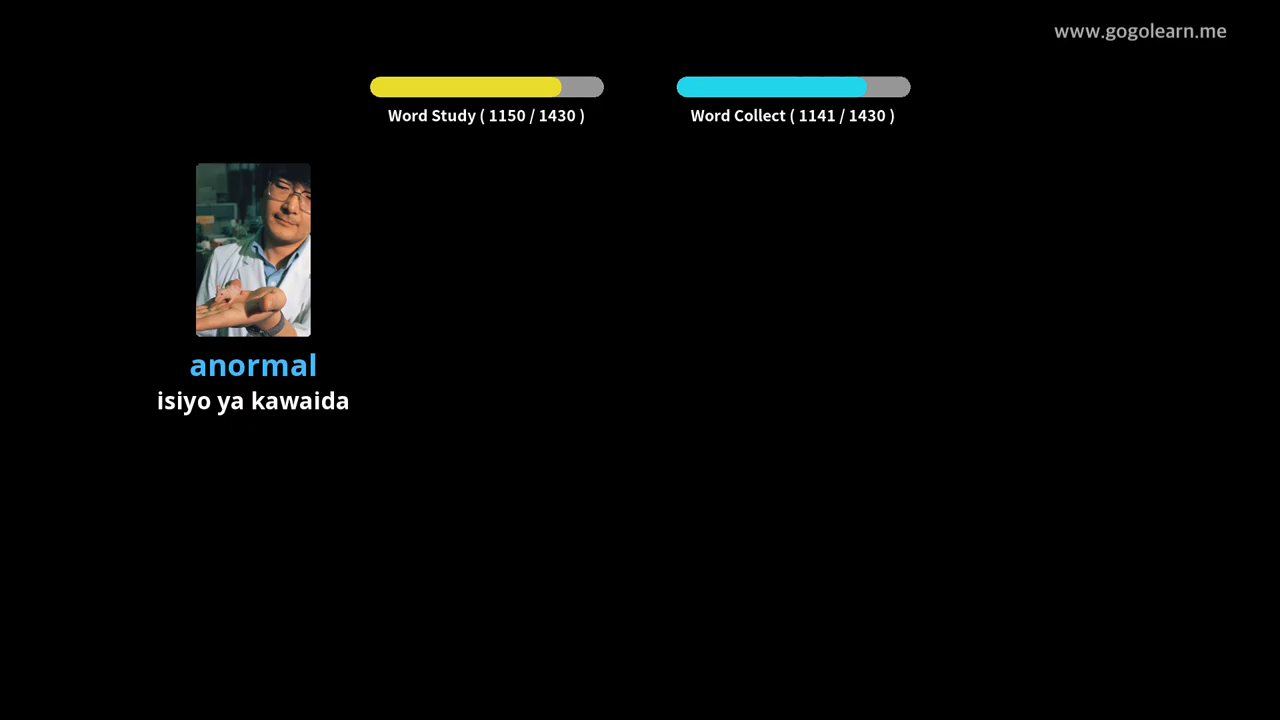 www.gogolearn.me
Word Study ( 1150 / 1430 )
Word Collect ( 1141 / 1430 )
anormal
isiyo ya kawaida